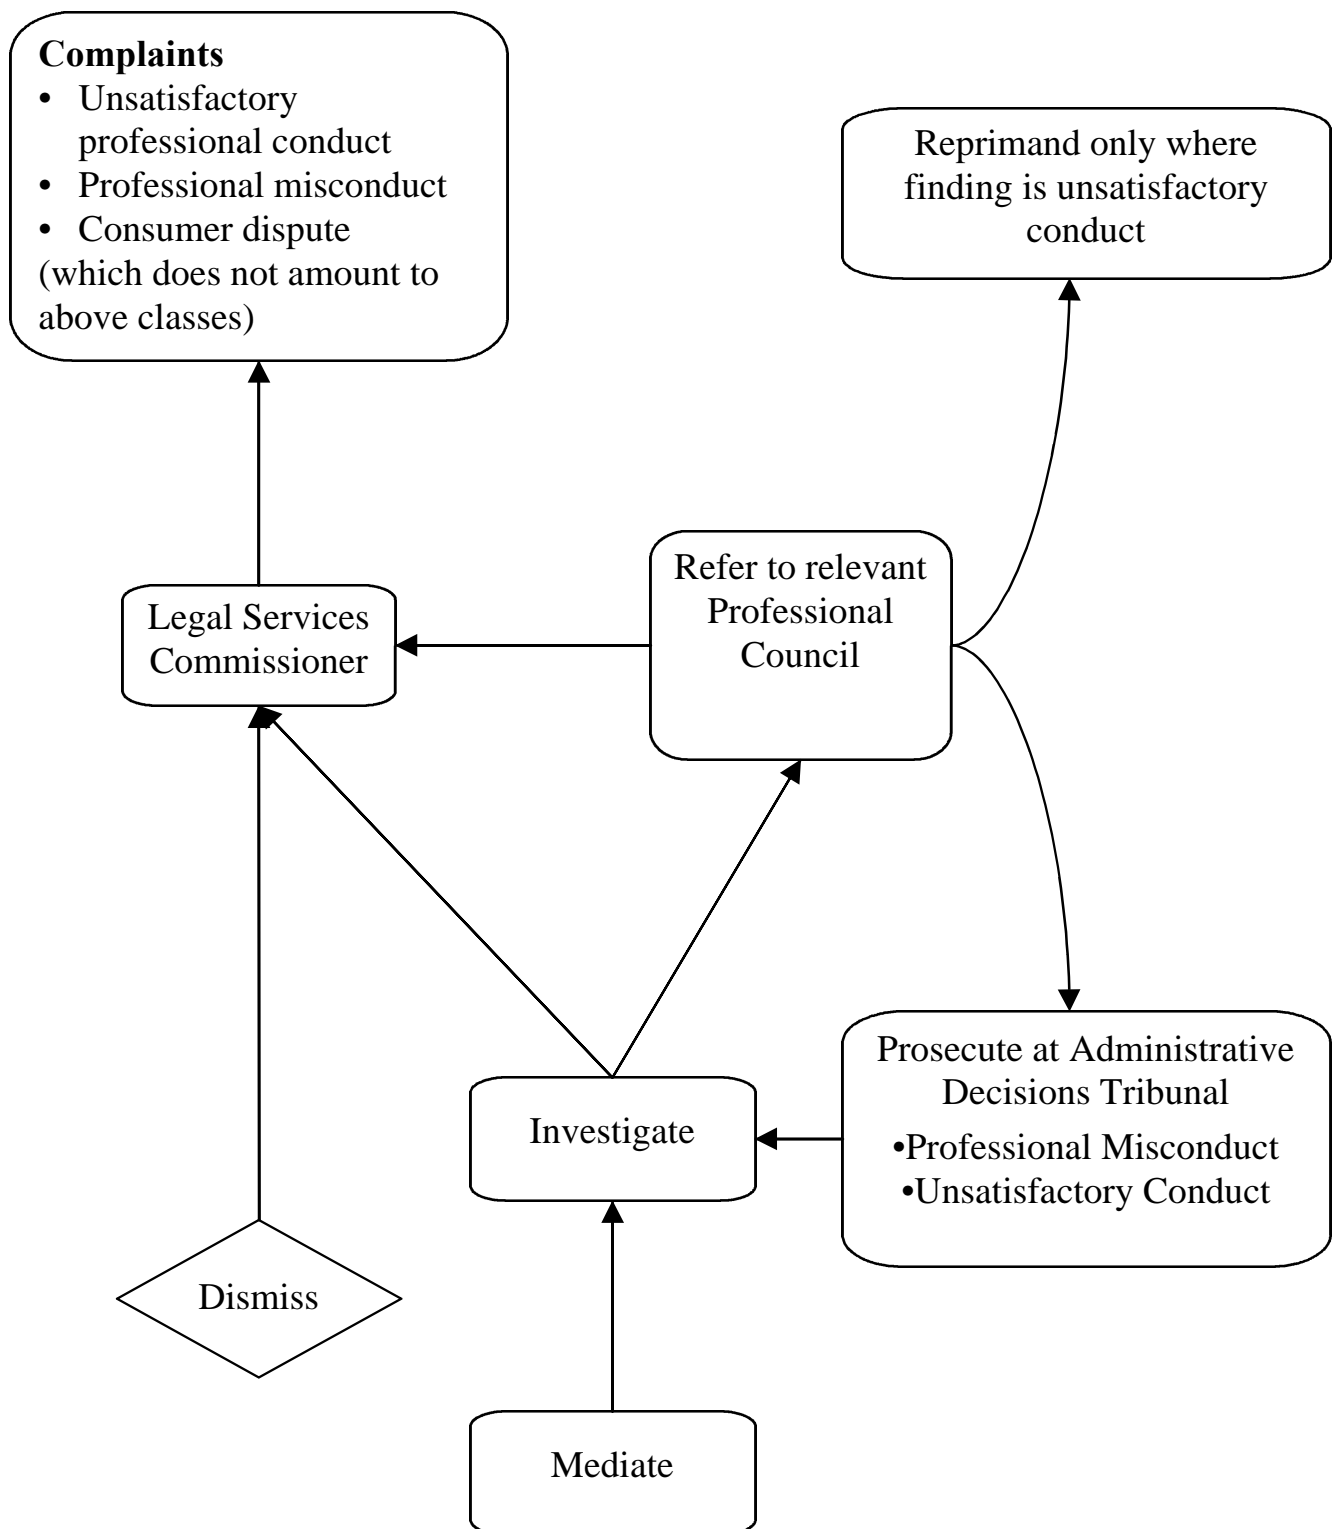 Complaints
• Unsatisfactory
professional conduct
• Professional misconduct
• Consumer dispute
(which does not amount to
above classes)
Reprimand only where
finding is unsatisfactory
conduct
Refer to relevant
Professional
Council
Legal Services
Commissioner
Prosecute at Administrative
Decisions Tribunal
•Professional Misconduct
•Unsatisfactory Conduct
Investigate
Dismiss
Mediate